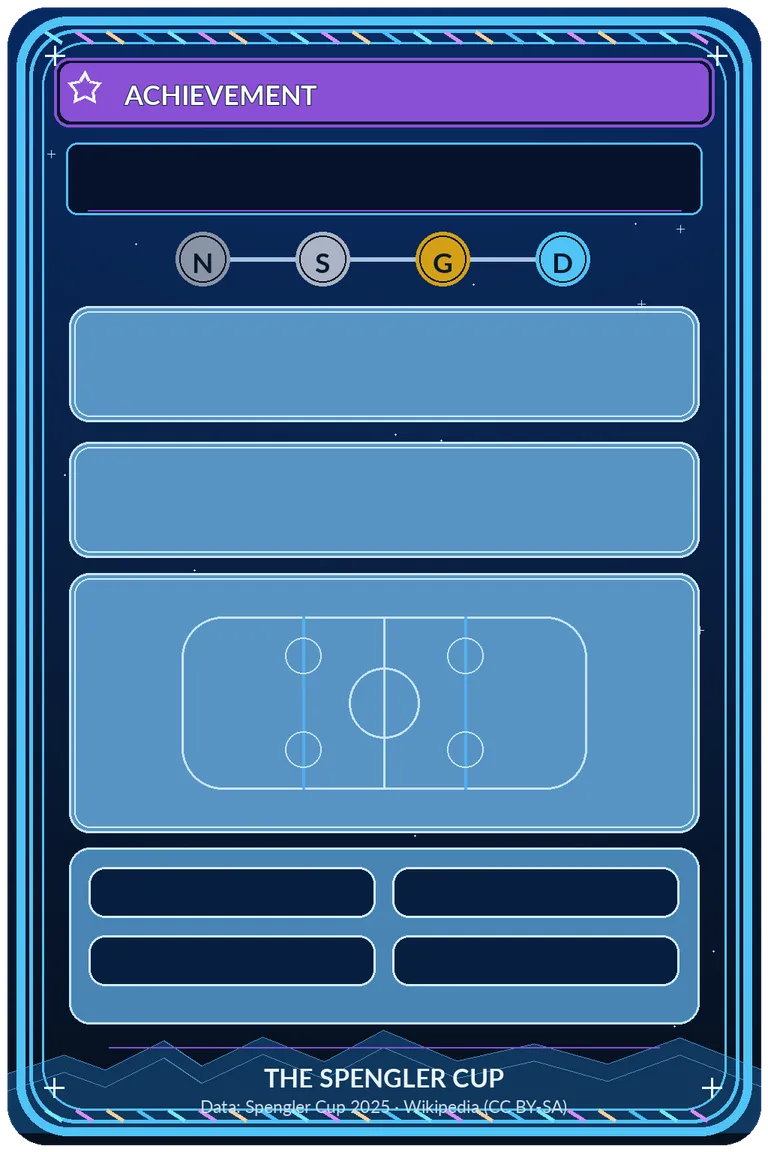 ACHIEVEMENT
N S G D
THE SPENGLER CUP
Data: Spengler Cup 2025 · Wikipedia (CC BY-SA)